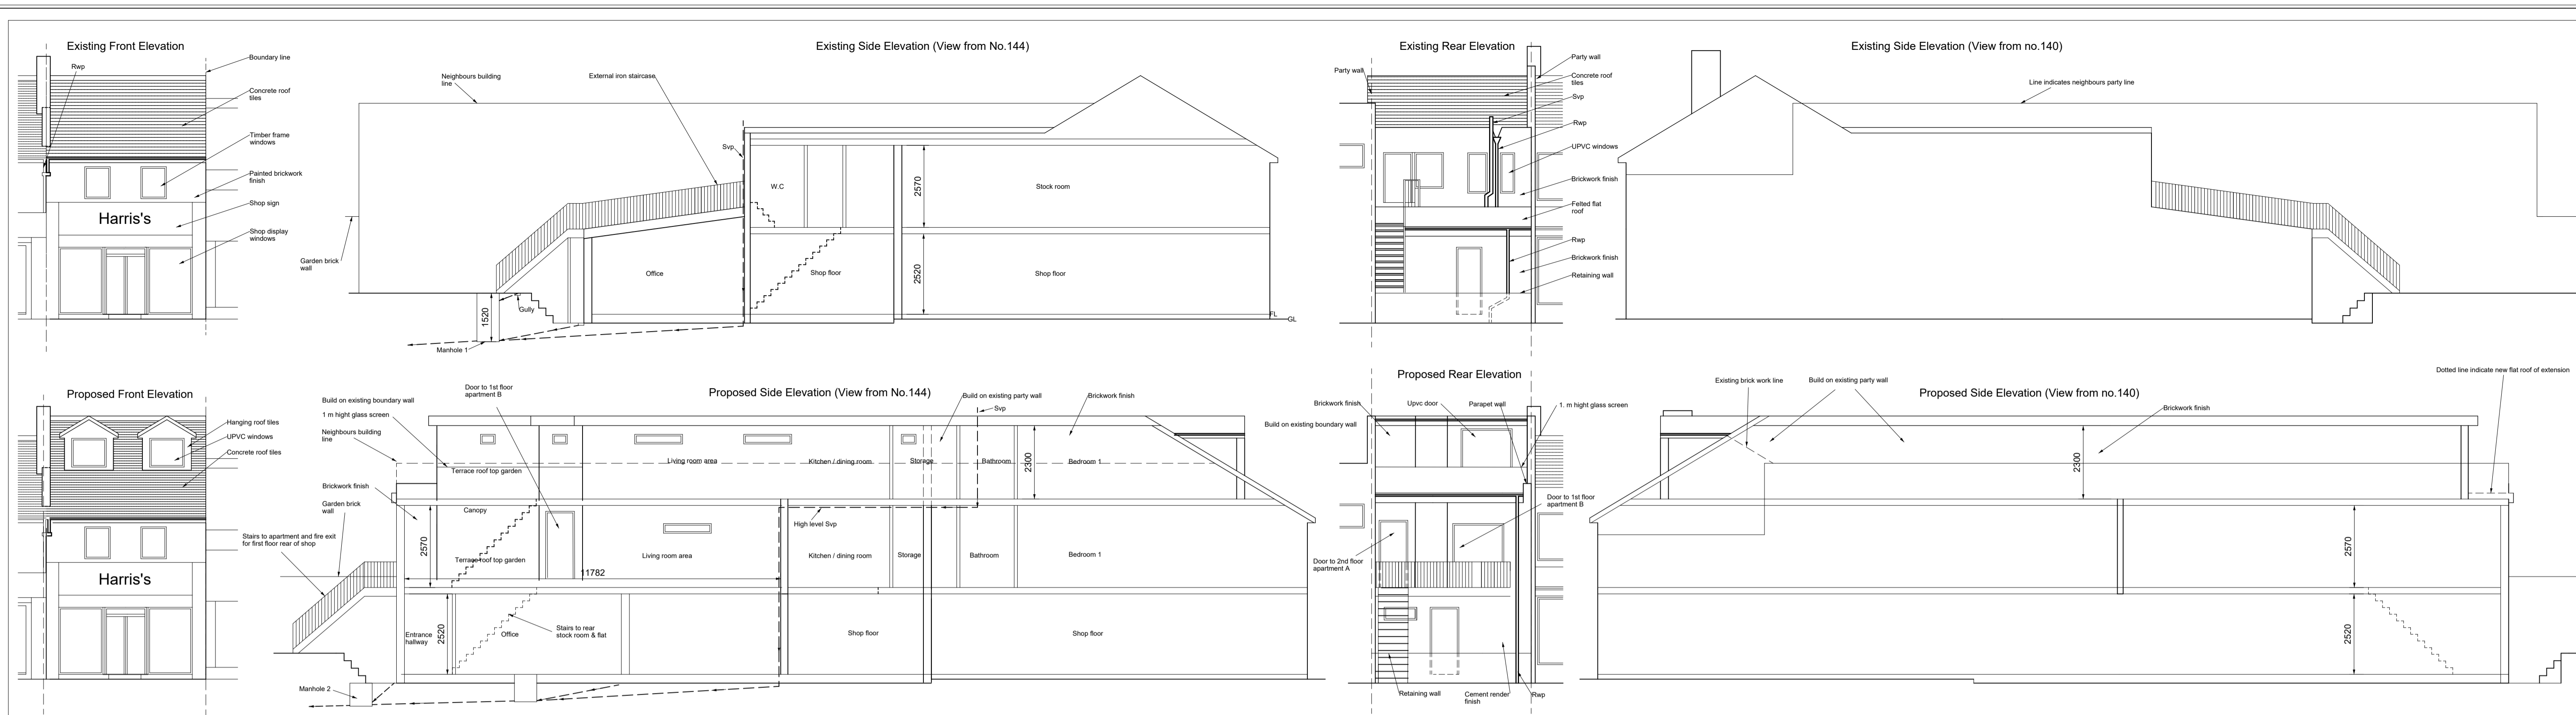 Existing Front Elevation
Rwp
Boundary line
Concrete roof
tiles
Timber frame
windows
Painted brickwork
finish
Shop sign
Shop display
windows
Harris's
Existing Side Elevation (View from No.144)
Neighbours building
line
External iron staircase
Svp
W.C
2570
Stock room
Garden brick
wall
Office
Shop floor
2520
Shop floor
1520
Gully
FL
GL
Manhole 1
Existing Rear Elevation
Party wall
Party wall
Concrete roof
tiles
Svp
Rwp
UPVC windows
Brickwork finish
Felted flat
roof
Rwp
Brickwork finish
Retaining wall
Existing Side Elevation (View from no.140)
Line indicates neighbours party line
Proposed Front Elevation
Hanging roof tiles
UPVC windows
Concrete roof tiles
Harris's
Proposed Side Elevation (View from No.144)
Door to 1st floor
apartment B
Build on existing boundary wall
1 m hight glass screen
Neighbours building
line
Build on existing party wall
Svp
Brickwork finish
Terrace roof top garden
Living room area
Kitchen / dining room
Storage
Bathroom
2300
Bedroom 1
Brickwork finish
Garden brick
wall
Canopy
High level Svp
Stairs to apartment and fire exit
for first floor rear of shop
2570
Terrace roof top garden
Living room area
Kitchen / dining room
Storage
Bathroom
Bedroom 1
11782
Entrance
hallway
2520
Office
Stairs to rear
stock room & flat
Shop floor
Shop floor
Manhole 2
Proposed Rear Elevation
Brickwork finish
Upvc door
Parapet wall
1. m hight glass screen
Build on existing boundary wall
Door to 1st floor
apartment B
Door to 2nd floor
apartment A
Retaining wall
Cement render
finish
Rwp
Proposed Side Elevation (View from no.140)
Existing brick work line
Build on existing party wall
Brickwork finish
Dotted line indicate new flat roof of extension
2300
2570
2520